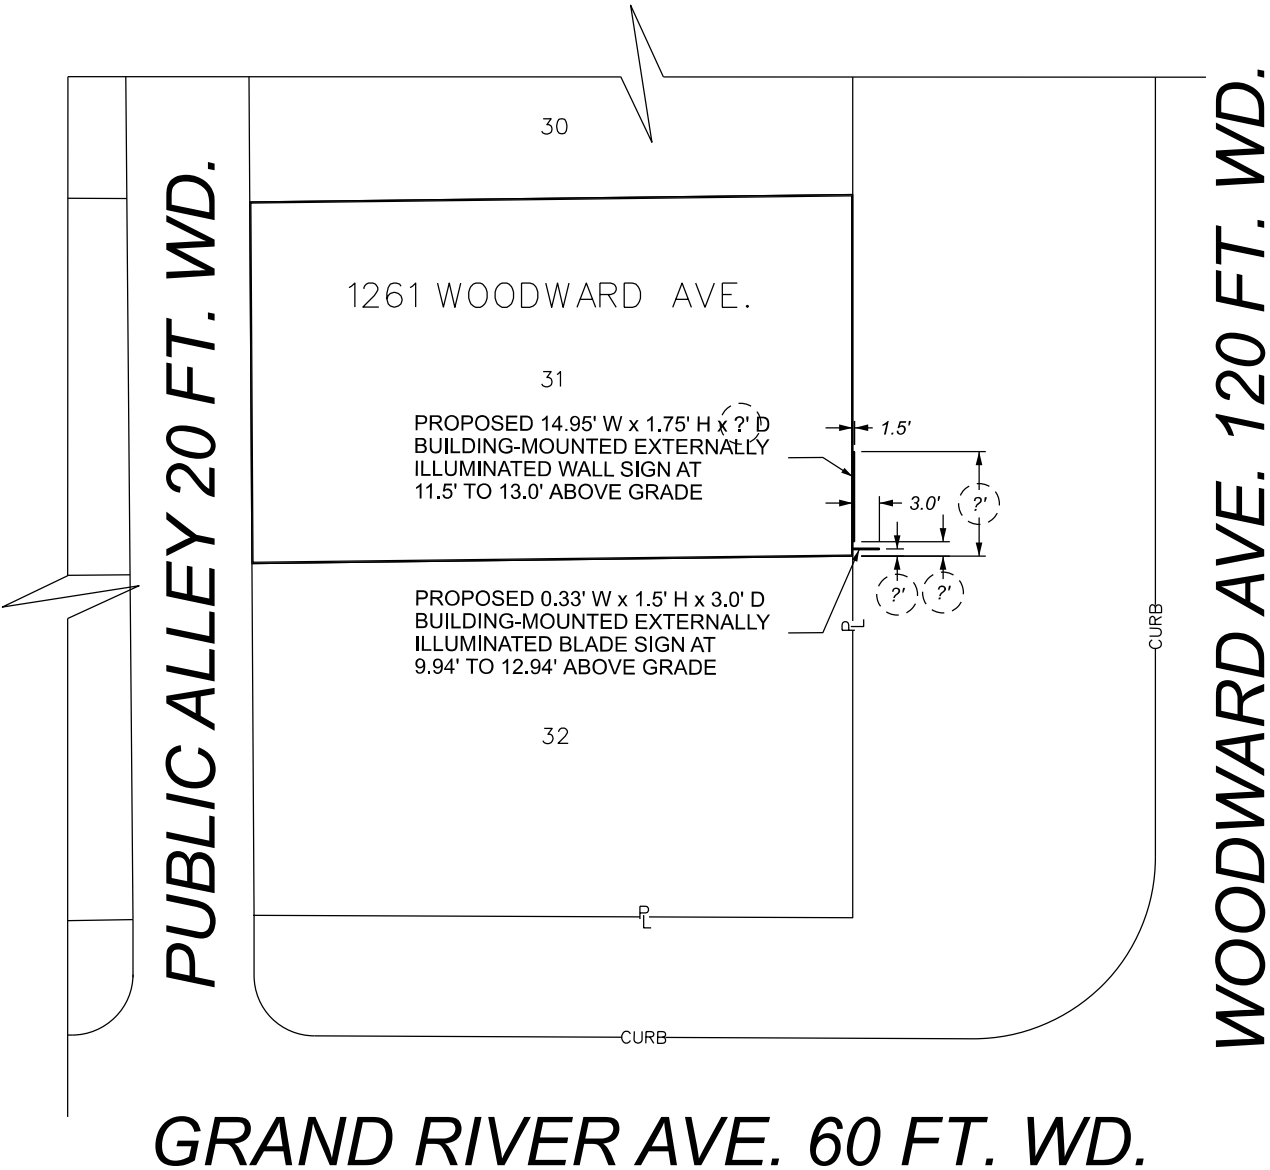 30
PUBLIC ALLEY 20 FT. WD.
WOODWARD AVE. 120 FT. WD.
1261 WOODWARD AVE.
31
PROPOSED 14.95' W x 1.75' H x ?' D
BUILDING-MOUNTED EXTERNALLY
ILLUMINATED WALL SIGN AT
11.5' TO 13.0' ABOVE GRADE
1.5'
3.0'
?'
?'
?'
PROPOSED 0.33' W x 1.5' H x 3.0' D
BUILDING-MOUNTED EXTERNALLY
ILLUMINATED BLADE SIGN AT
9.94' TO 12.94' ABOVE GRADE
PL
CURB
32
PL
CURB
GRAND RIVER AVE. 60 FT. WD.